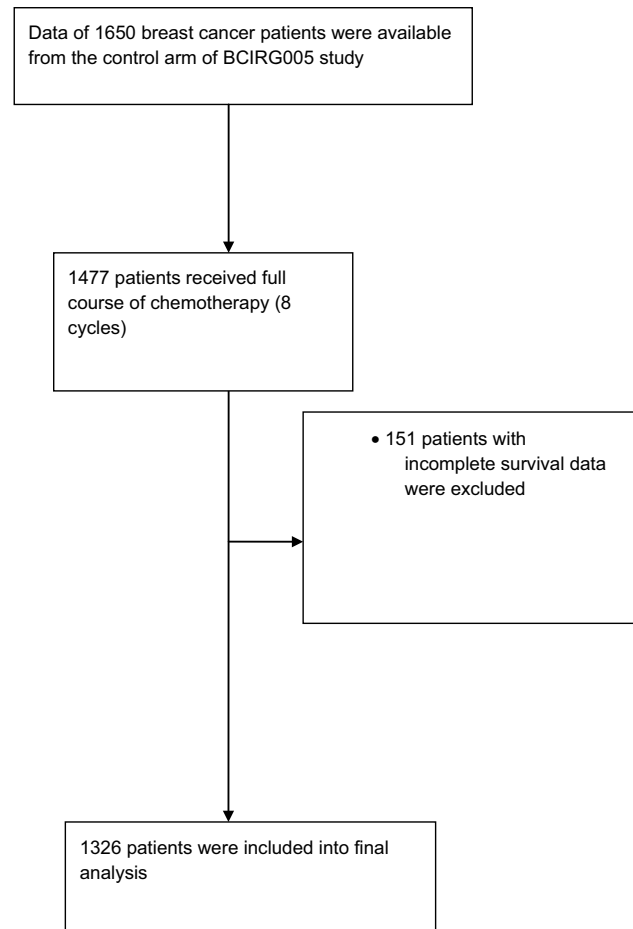 Data of 1650 breast cancer patients were available
from the control arm of BCIRG005 study
1477 patients received full
course of chemotherapy (8
cycles)
• 151 patients with
incomplete survival data
were excluded
1326 patients were included into final
analysis